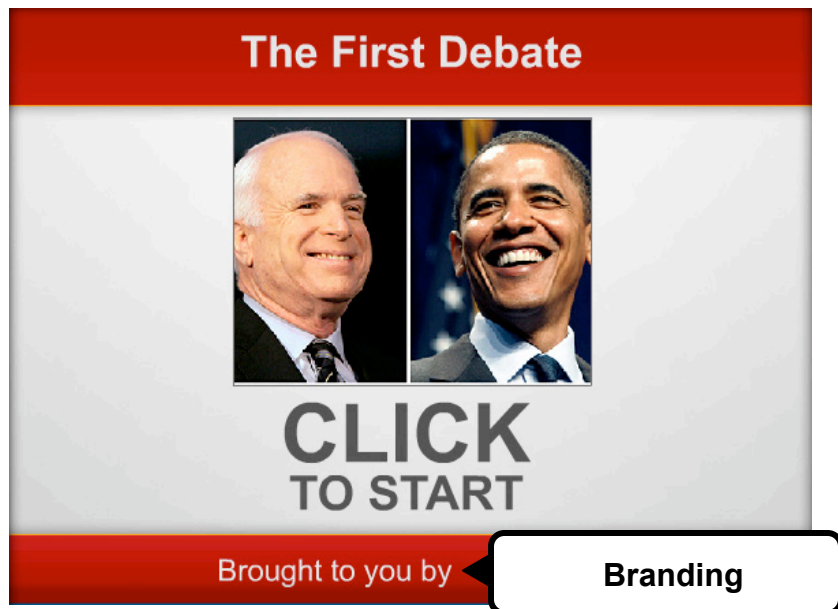 The First Debate
CLICK
TO START
Brought to you by
Branding